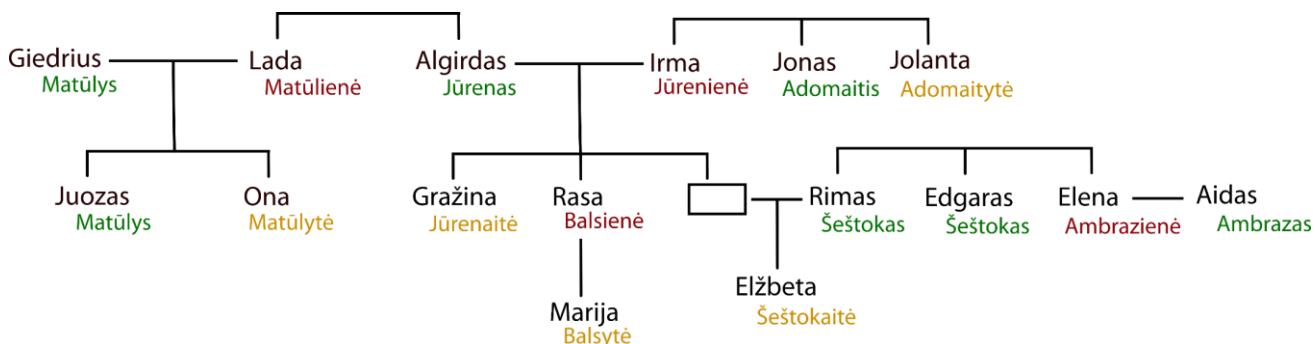 Giedrius
Matūlys
Lada
Matūlienė
Algirdas
Jūrenas
Irma
Jūrenienė
Jonas
Adomaitis
Jolanta
Adomaitytė
Juozas
Matūlys
Ona
Matūlytė
Gražina
Jūrenaitė
Rasa
Balsienė
Rimas
Šeštokas
Edgaras
Šeštokas
Elena
Ambrazienė
Aidas
Ambrazas
Marija
Balsytė
Elžbeta
Šeštokaitė